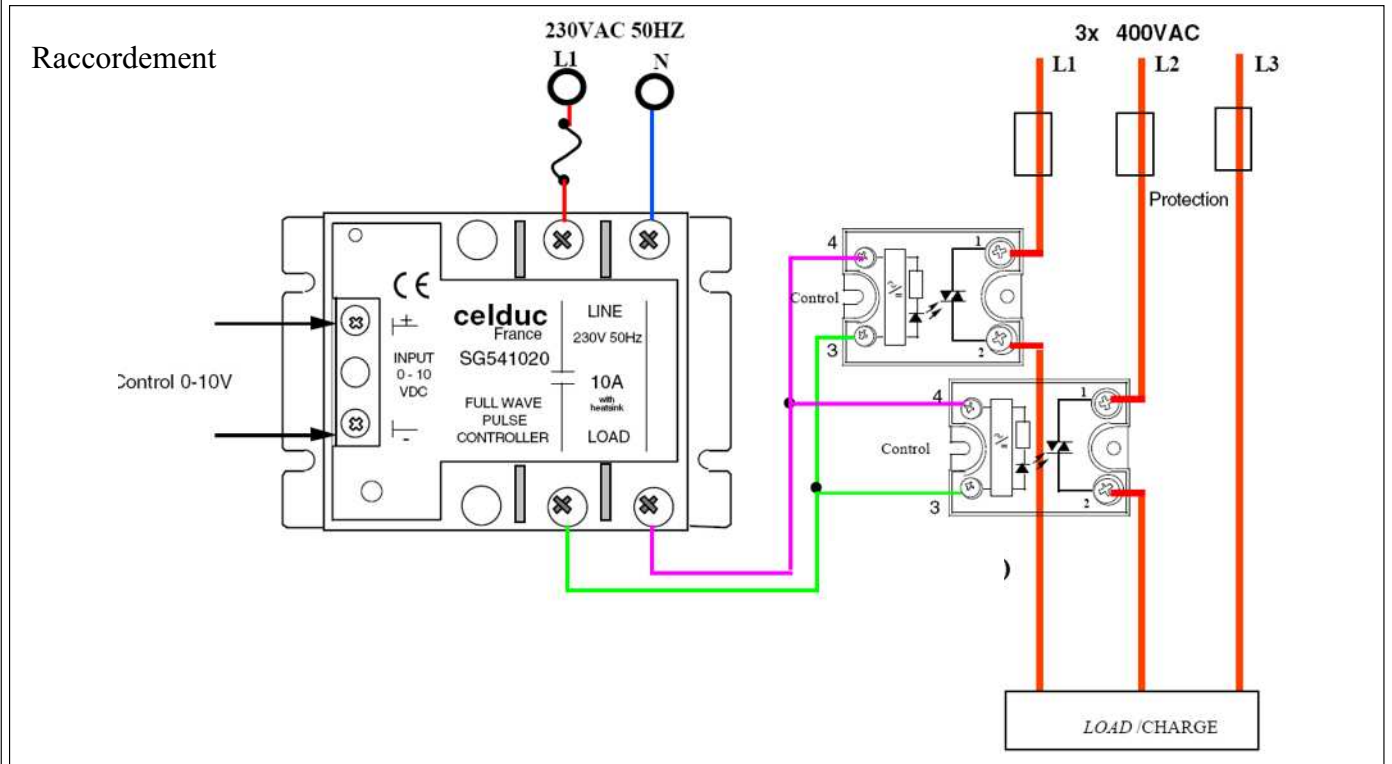 Raccordement
230VAC 50HZ
L1
N
3x 400VAC
L1
L2
L3
Protection
CE
celduc
France
SG541020
FULL WAVE
PULSE
CONTROLLER
LINE
230V 50Hz
10A
with
heatsink
LOAD
+
INPUT
0 - 10
VDC
-
Control 0-10V
4
Control
3
1
2
4
Control
3
1
2
)
LOAD /CHARGE